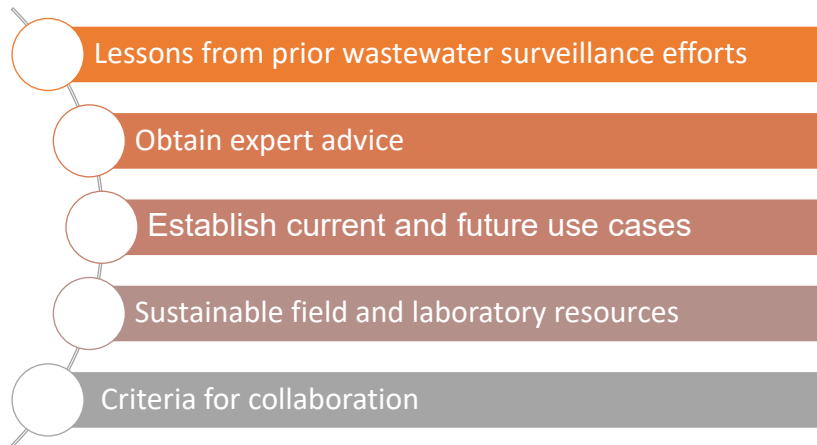 Lessons from prior wastewater surveillance efforts
Obtain expert advice
Establish current and future use cases
Sustainable field and laboratory resources
Criteria for collaboration